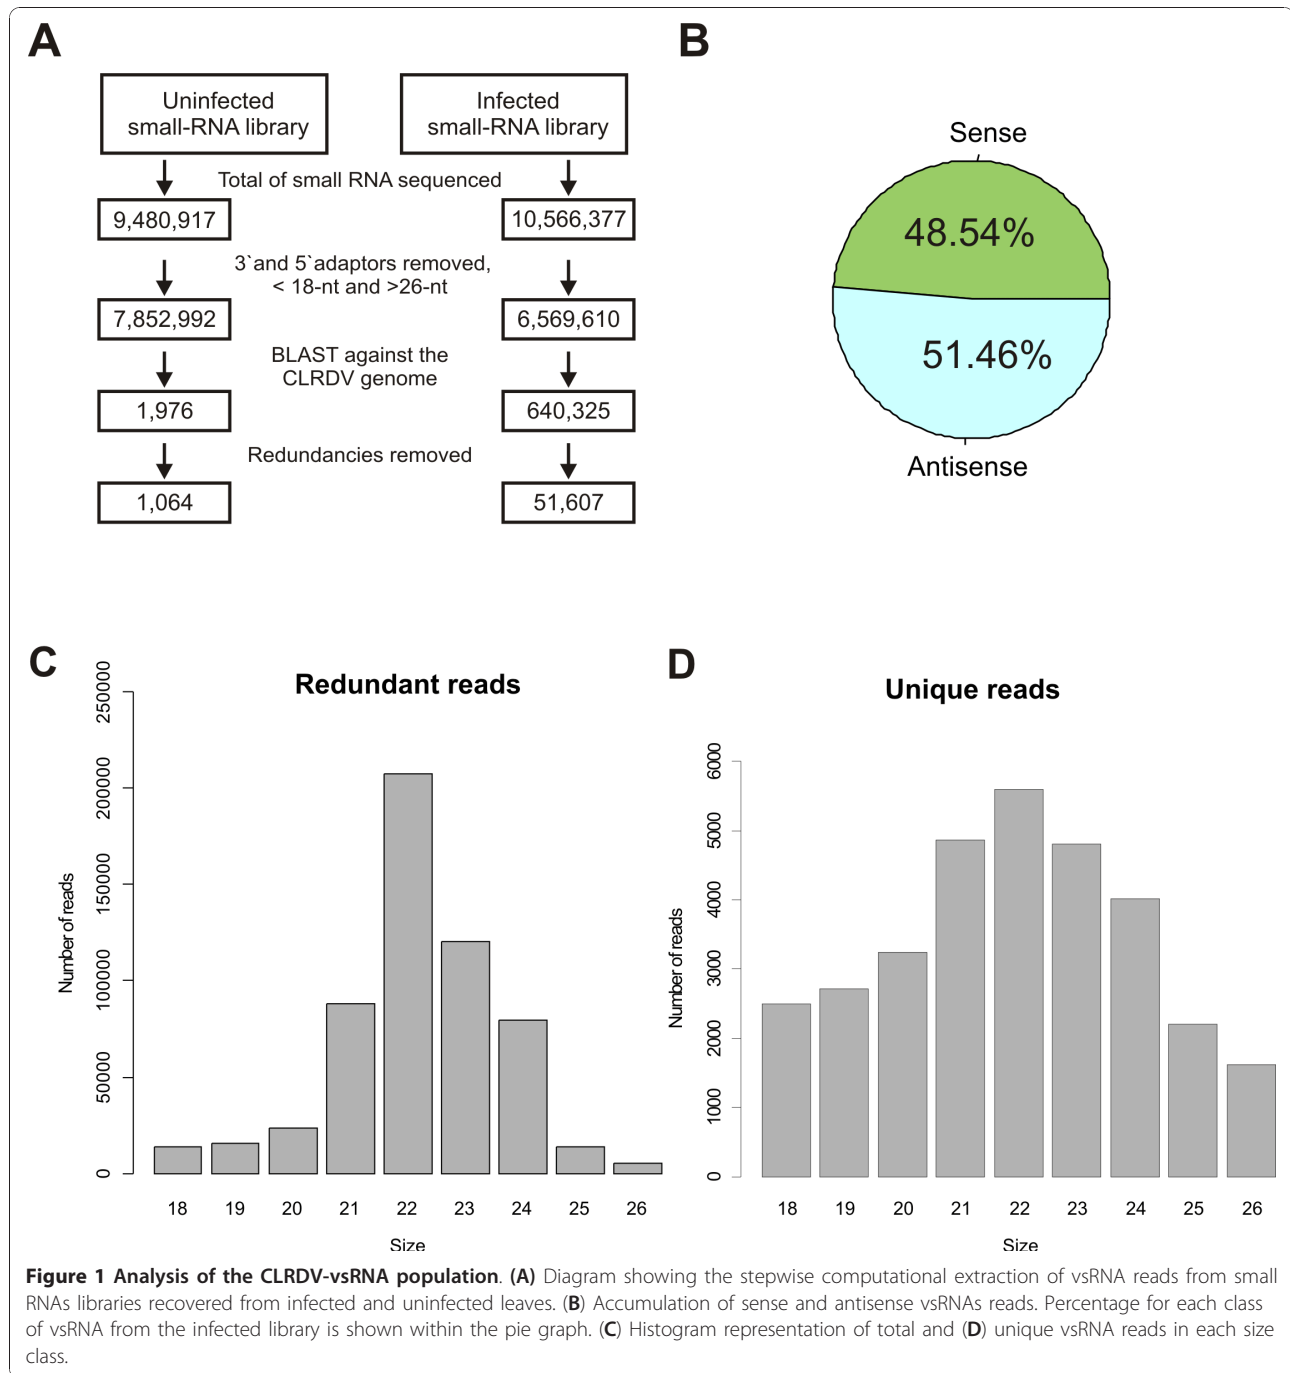 A
Uninfected
small-RNA library
Infected
small-RNA library
Total of small RNA sequenced
9,480,917
10,566,377
3`and 5`adaptors removed,
< 18-nt and >26-nt
7,852,992
6,569,610
BLAST against the
CLRDV genome
1,976
640,325
Redundancies removed
1,064
51,607
B
Sense
48.54%
51.46%
Antisense
C
Redundant reads
Number of reads
250000
200000
150000
100000
50000
0
18 19 20 21 22 23 24 25 26
Size
D
Unique reads
Number of reads
6000
5000
4000
3000
2000
1000
0
18 19 20 21 22 23 24 25 26
Size
Figure 1 Analysis of the CLRDV-vsRNA population. (A) Diagram showing the stepwise computational extraction of vsRNA reads from small
RNAs libraries recovered from infected and uninfected leaves. (B) Accumulation of sense and antisense vsRNAs reads. Percentage for each class
of vsRNA from the infected library is shown within the pie graph. (C) Histogram representation of total and (D) unique vsRNA reads in each size
class.